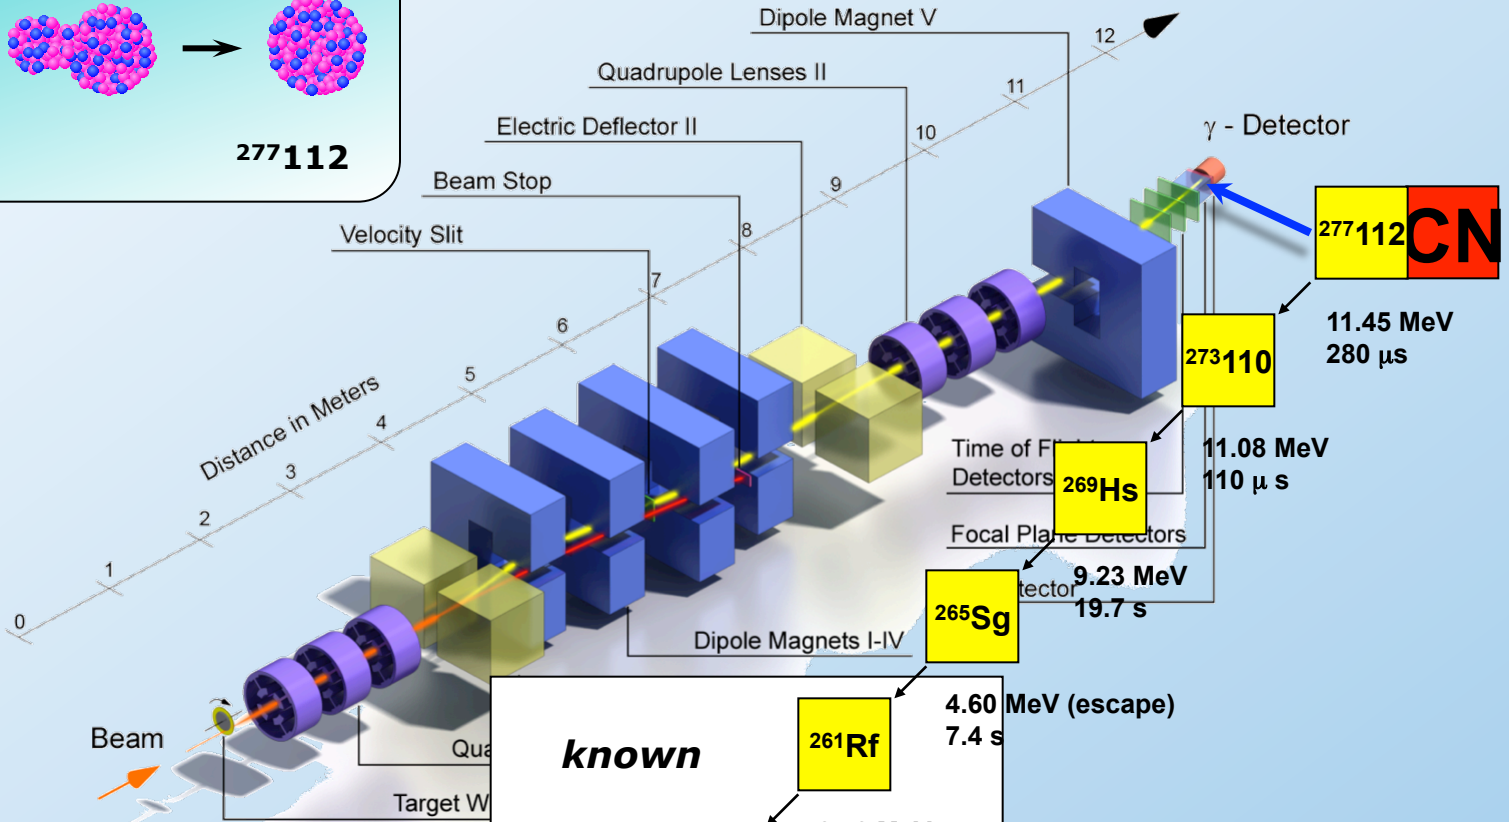 Dipole Magnet V
12
Quadrupole Lenses II
11
Electric Deflector II
10
γ - Detector
277112
Beam Stop
9
277112
CN
Velocity Slit
8
7
11.45 MeV
280 μs
6
273110
5
Distance in Meters
4
Time of
Detectors
11.08 MeV
110 μ s
3
269Hs
2
Focal Plane Detectors
1
9.23 MeV
19.7 s
0
265Sg
Dipole Magnets I-IV
4.60 MeV (escape)
7.4 s
Beam
known
261Rf
Target